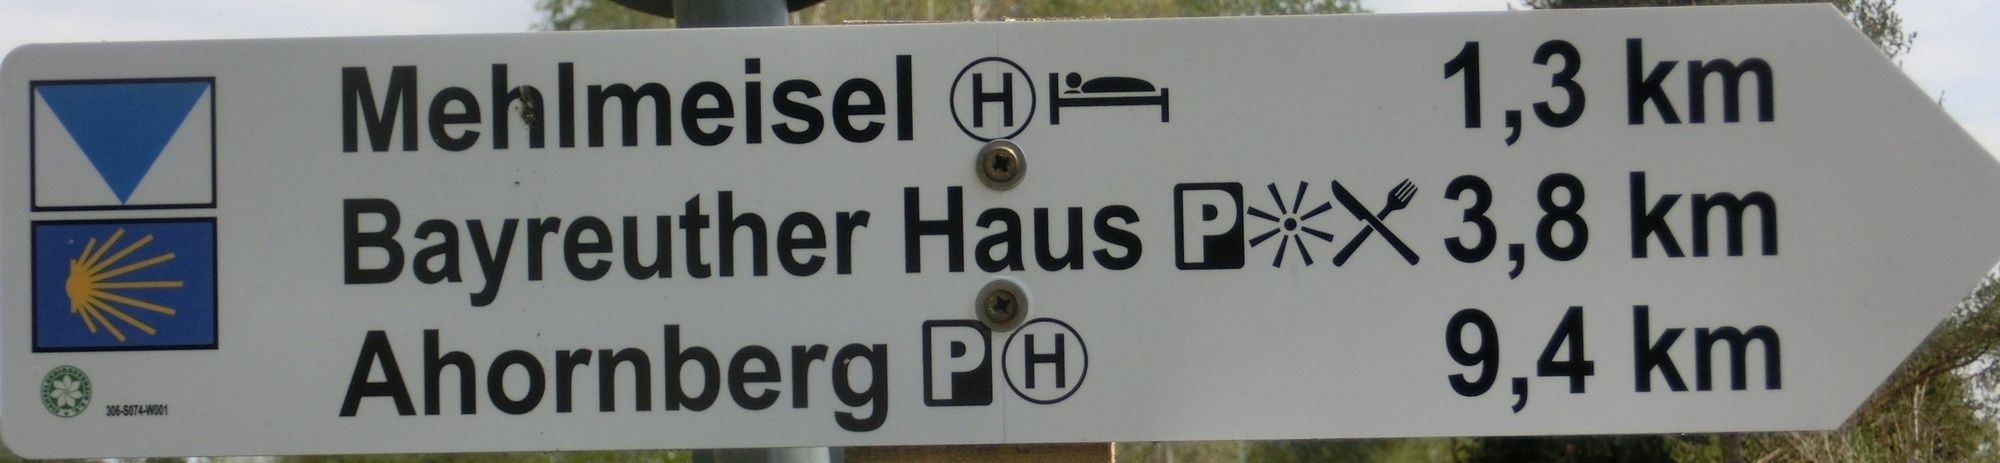 Mehlmeisel H 1,3 km
Bayreuther Haus P 3,8 km
Ahornberg P H 9,4 km
306-S074-W001